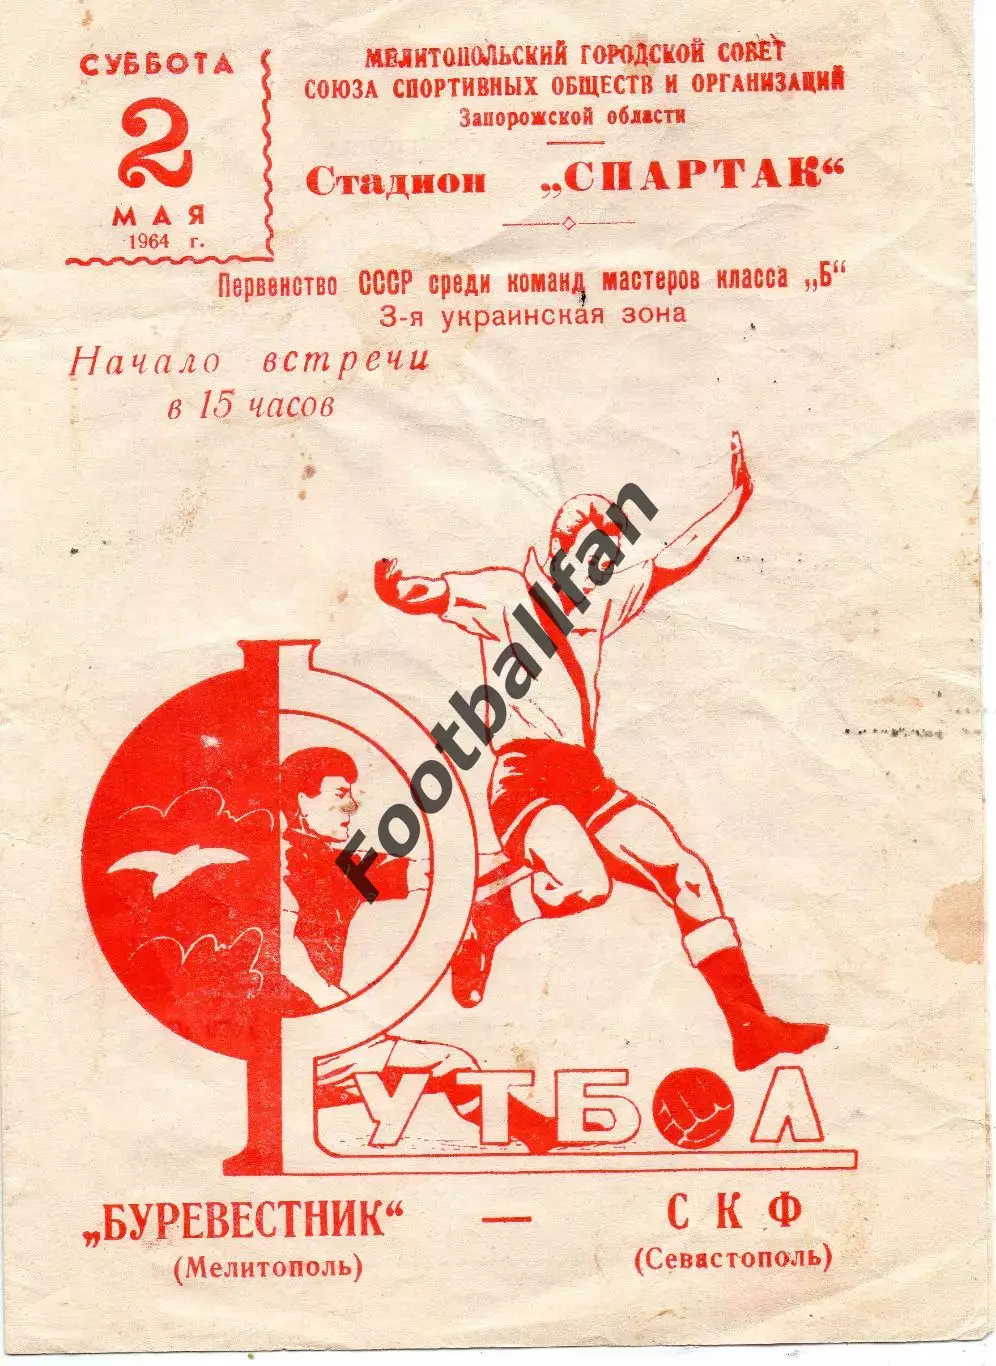 СУББОТА
2
МАЯ
1964 г.
МЕЛИТОПОЛЬСКИЙ ГОРОДСКОЙ СОВЕТ
СОЮЗА СПОРТИВНЫХ ОБЩЕСТВ И ОРГАНИЗАЦИЙ
Запорожской области
Стадион „СПАРТАК“
Первенство СССР среди команд мастеров класса „Б“
3-я украинская зона
Начало встречи
в 15 часов
Footballfan
ФУТБОЛ
„БУРЕВЕСТНИК“ — СКФ
(Мелитополь) (Севастополь)